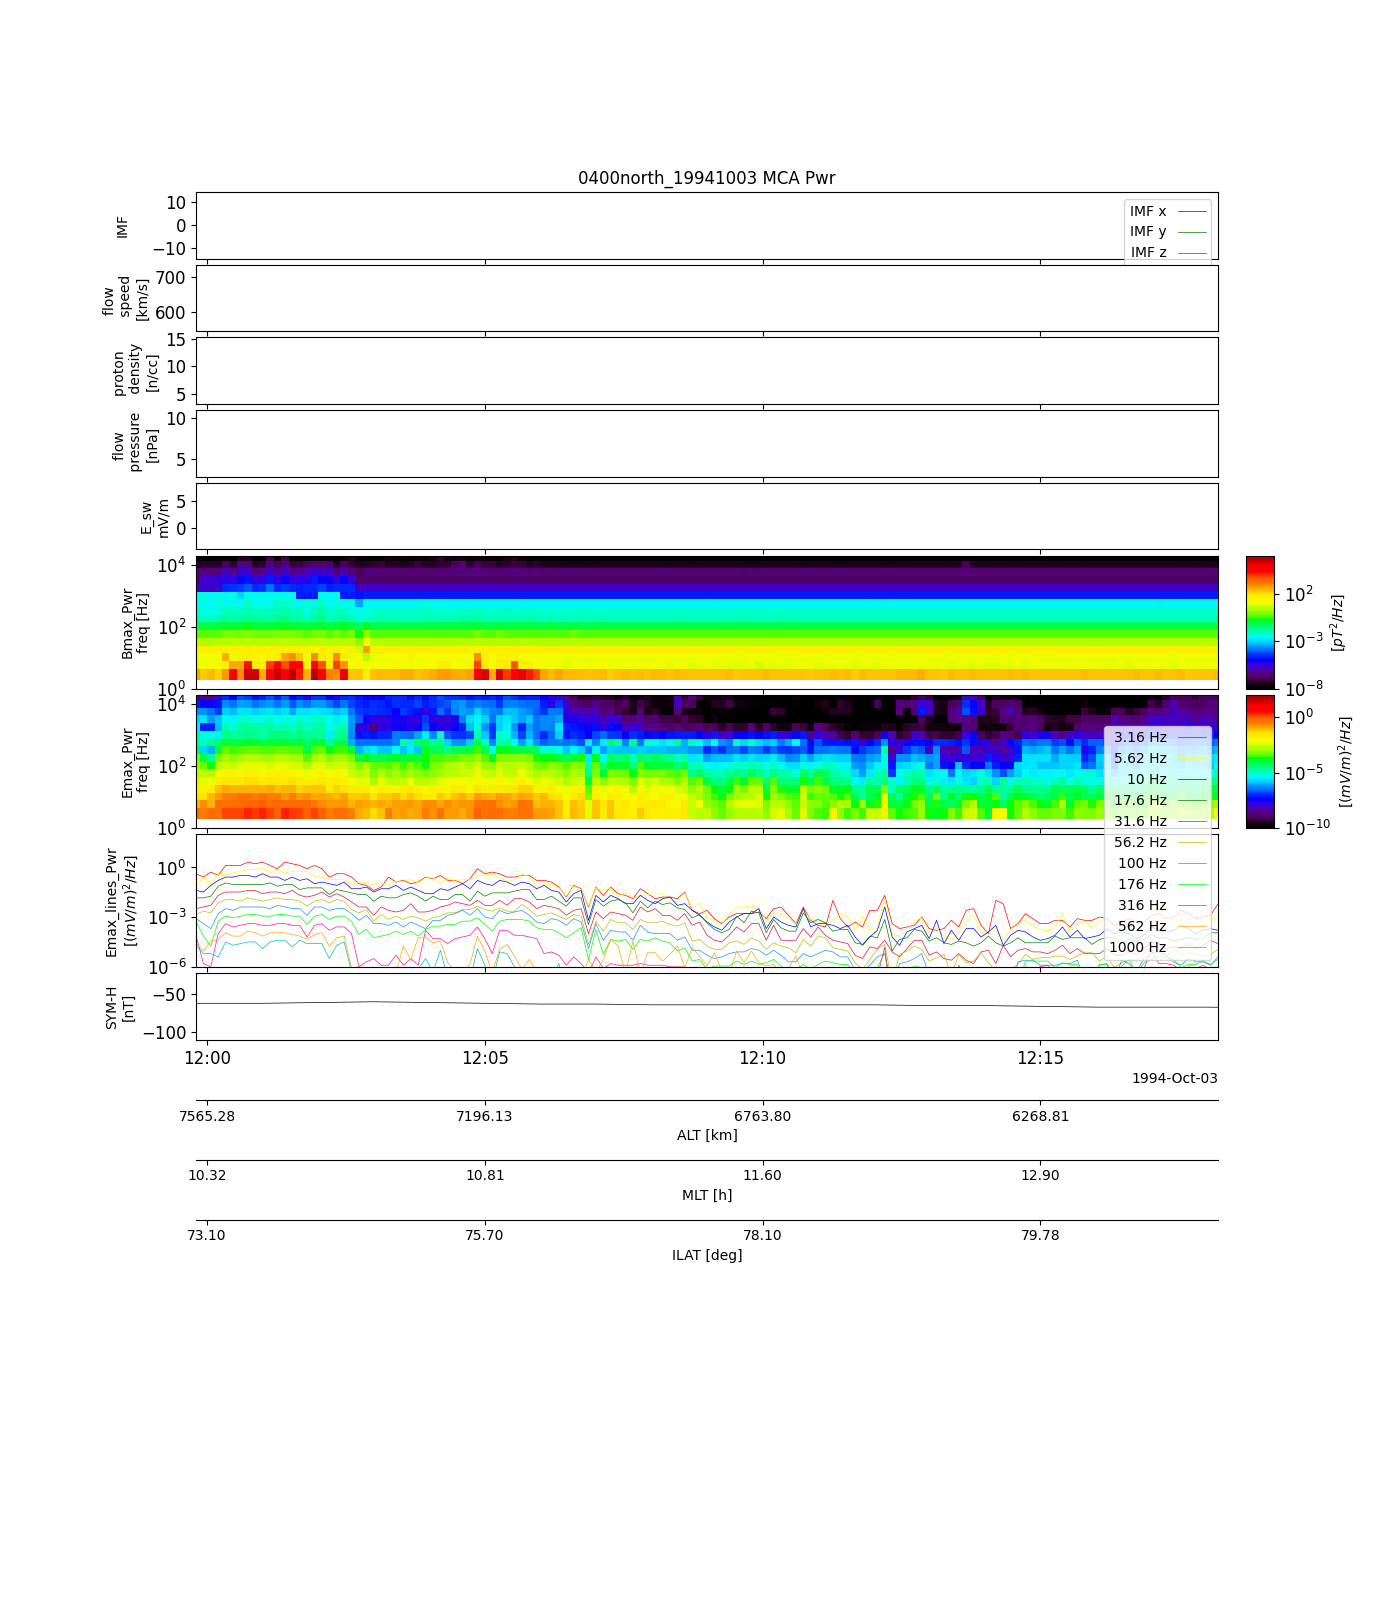 0400north_19941003 MCA Pwr
10
0
−10
IMF
IMF x
IMF y
IMF z
700
600
flow
speed
[km/s]
15
10
5
proton
density
[n/cc]
10
5
flow
pressure
[nPa]
5
0
E_sw
mV/m
10^4
10^2
10^0
Bmax_Pwr
freq [Hz]
10^2
10^−3
10^−8
[pT^2/Hz]
10^4
10^2
10^0
Emax_Pwr
freq [Hz]
10^0
10^−5
10^−10
[(mV/m)^2/Hz]
3.16 Hz
5.62 Hz
10 Hz
17.6 Hz
31.6 Hz
56.2 Hz
100 Hz
176 Hz
316 Hz
562 Hz
1000 Hz
10^0
10^−3
10^−6
Emax_lines_Pwr
[(mV/m)^2/Hz]
−50
−100
SYM-H
[nT]
12:00 12:05 12:10 12:15
1994-Oct-03
7565.28 7196.13 6763.80 6268.81
ALT [km]
10.32 10.81 11.60 12.90
MLT [h]
73.10 75.70 78.10 79.78
ILAT [deg]